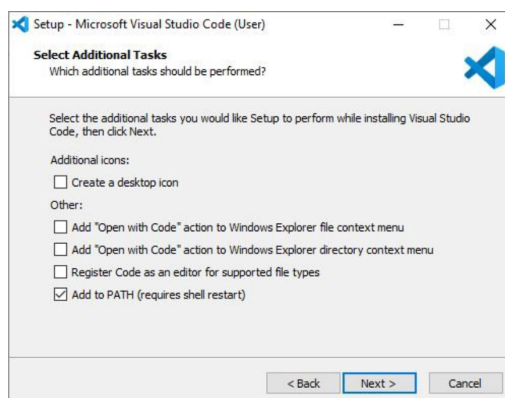 Setup - Microsoft Visual Studio Code (User)
Select Additional Tasks
Which additional tasks should be performed?
Select the additional tasks you would like Setup to perform while installing Visual Studio
Code, then click Next.
Additional icons:
Create a desktop icon
Other:
Add "Open with Code" action to Windows Explorer file context menu
Add "Open with Code" action to Windows Explorer directory context menu
Register Code as an editor for supported file types
Add to PATH (requires shell restart)
< Back Next > Cancel